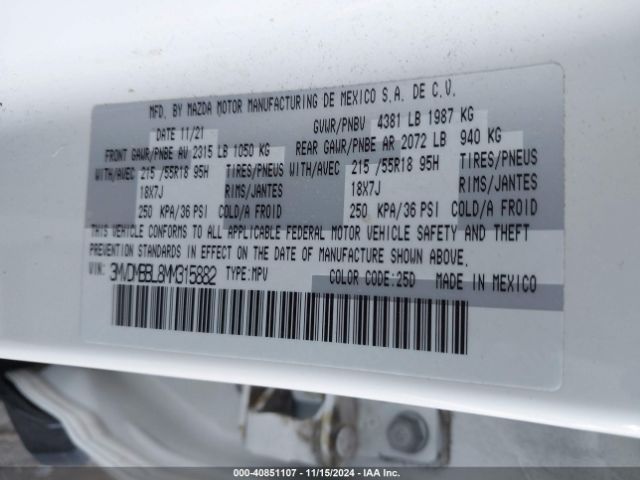 MFD. BY MAZDA MOTOR MANUFACTURING DE MEXICO S.A. DE C.V.
DATE 11/21 GVWR/PNBV 4381 LB 1987 KG
FRONT GAWR/PNBE AV 2315 LB 1050 KG REAR GAWR/PNBE AR 2072 LB 940 KG
WITH/AVEC 215 /55R18 95H TIRES/PNEUS WITH/AVEC 215 /55R18 95H TIRES/PNEUS
18X7J RIMS/JANTES 18X7J RIMS/JANTES
250 KPA/36 PSI COLD/A FROID 250 KPA/36 PSI COLD/A FROID
THIS VEHICLE CONFORMS TO ALL APPLICABLE FEDERAL MOTOR VEHICLE SAFETY AND THEFT
PREVENTION STANDARDS IN EFFECT ON THE DATE OF MANUFACTURE SHOWN ABOVE.
VIN: 3MVDMBBL8MM315882 TYPE:MPV COLOR CODE:25D MADE IN MEXICO
000-40851107 - 11/15/2024 - IAA Inc.